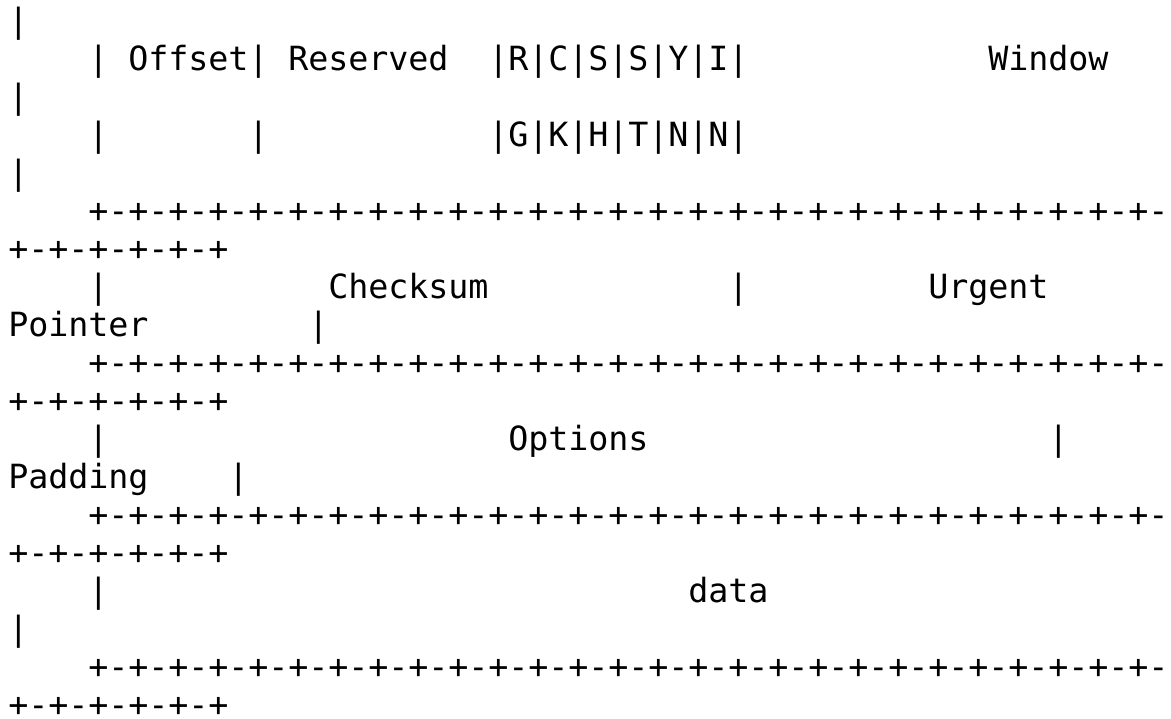 |
    | Offset| Reserved  |R|C|S|S|Y|I|            Window
|
    |       |           |G|K|H|T|N|N|
|
    +-+-+-+-+-+-+-+-+-+-+-+-+-+-+-+-+-+-+-+-+-+-+-+-+-+-+-
+-+-+-+-+-+
    |           Checksum            |         Urgent
Pointer        |
    +-+-+-+-+-+-+-+-+-+-+-+-+-+-+-+-+-+-+-+-+-+-+-+-+-+-+-
+-+-+-+-+-+
    |                    Options                    |
Padding    |
    +-+-+-+-+-+-+-+-+-+-+-+-+-+-+-+-+-+-+-+-+-+-+-+-+-+-+-
+-+-+-+-+-+
    |                             data
|
    +-+-+-+-+-+-+-+-+-+-+-+-+-+-+-+-+-+-+-+-+-+-+-+-+-+-+-
+-+-+-+-+-+